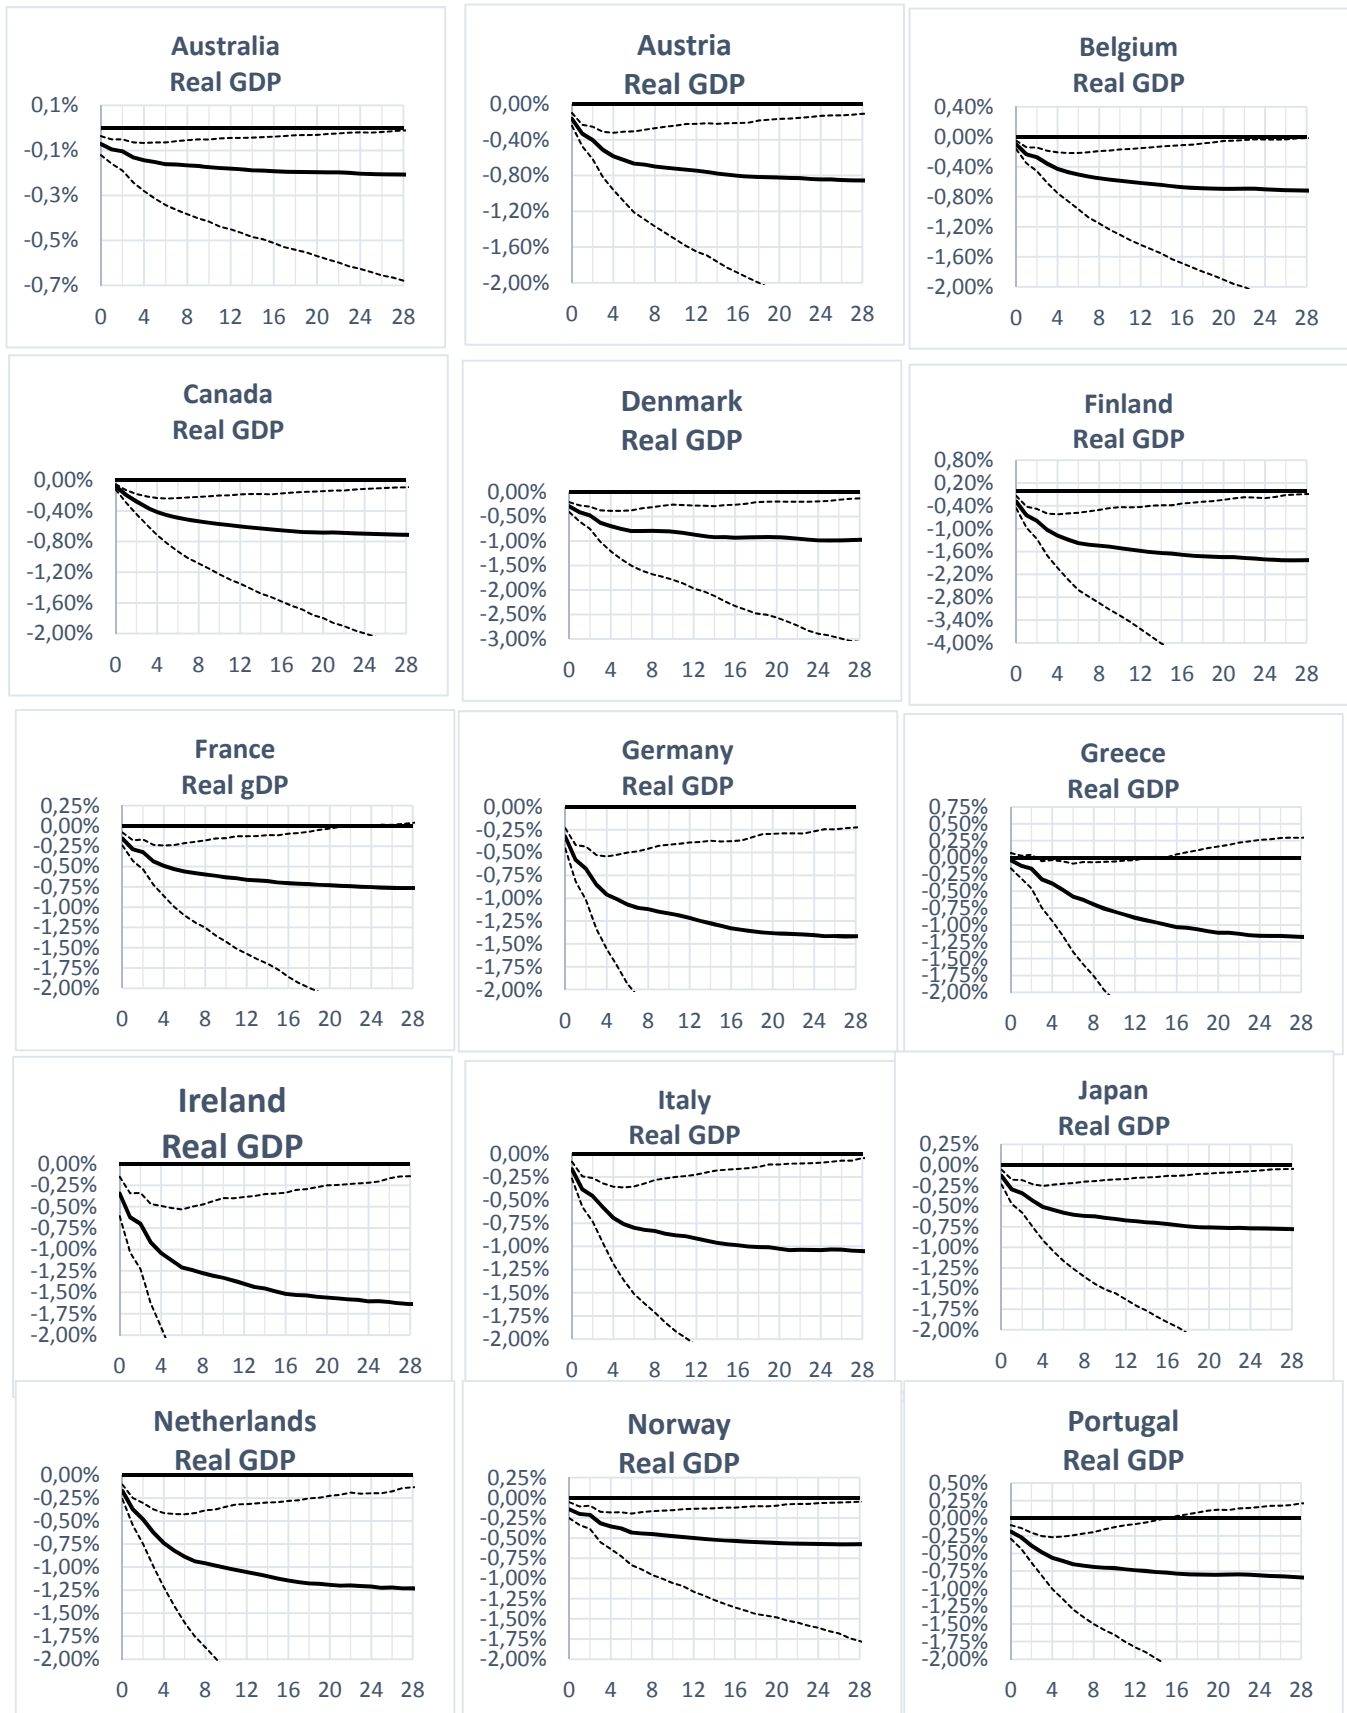 Australia
Real GDP
0,1%
-0,1%
-0,3%
-0,5%
-0,7%
0 4 8 12 16 20 24 28
Austria
Real GDP
0,00%
-0,40%
-0,80%
-1,20%
-1,60%
-2,00%
0 4 8 12 16 20 24 28
Belgium
Real GDP
0,40%
0,00%
-0,40%
-0,80%
-1,20%
-1,60%
-2,00%
0 4 8 12 16 20 24 28
Canada
Real GDP
0,00%
-0,40%
-0,80%
-1,20%
-1,60%
-2,00%
0 4 8 12 16 20 24 28
Denmark
Real GDP
0,00%
-0,50%
-1,00%
-1,50%
-2,00%
-2,50%
-3,00%
0 4 8 12 16 20 24 28
Finland
Real GDP
0,80%
0,20%
-0,40%
-1,00%
-1,60%
-2,20%
-2,80%
-3,40%
-4,00%
0 4 8 12 16 20 24 28
France
Real gDP
0,25%
0,00%
-0,25%
-0,50%
-0,75%
-1,00%
-1,25%
-1,50%
-1,75%
-2,00%
0 4 8 12 16 20 24 28
Germany
Real GDP
0,00%
-0,25%
-0,50%
-0,75%
-1,00%
-1,25%
-1,50%
-1,75%
-2,00%
0 4 8 12 16 20 24 28
Greece
Real GDP
0,75%
0,50%
0,25%
0,00%
-0,25%
-0,50%
-0,75%
-1,00%
-1,25%
-1,50%
-1,75%
-2,00%
0 4 8 12 16 20 24 28
Ireland
Real GDP
0,00%
-0,25%
-0,50%
-0,75%
-1,00%
-1,25%
-1,50%
-1,75%
-2,00%
0 4 8 12 16 20 24 28
Italy
Real GDP
0,00%
-0,25%
-0,50%
-0,75%
-1,00%
-1,25%
-1,50%
-1,75%
-2,00%
0 4 8 12 16 20 24 28
Japan
Real GDP
0,25%
0,00%
-0,25%
-0,50%
-0,75%
-1,00%
-1,25%
-1,50%
-1,75%
-2,00%
0 4 8 12 16 20 24 28
Netherlands
Real GDP
0,00%
-0,25%
-0,50%
-0,75%
-1,00%
-1,25%
-1,50%
-1,75%
-2,00%
0 4 8 12 16 20 24 28
Norway
Real GDP
0,25%
0,00%
-0,25%
-0,50%
-0,75%
-1,00%
-1,25%
-1,50%
-1,75%
-2,00%
0 4 8 12 16 20 24 28
Portugal
Real GDP
0,50%
0,25%
0,00%
-0,25%
-0,50%
-0,75%
-1,00%
-1,25%
-1,50%
-1,75%
-2,00%
0 4 8 12 16 20 24 28